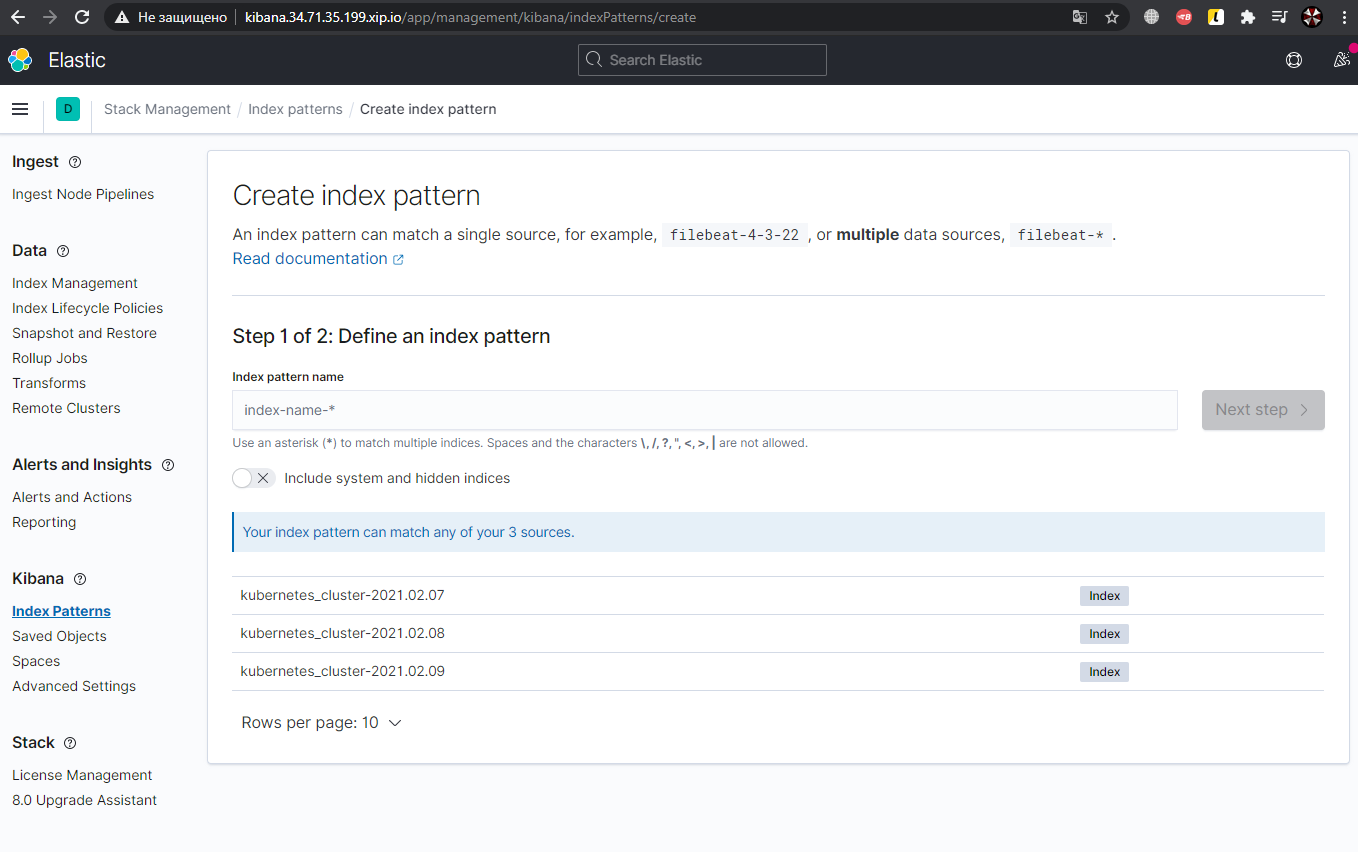 Не защищено kibana.34.71.35.199.xip.io/app/management/kibana/indexPatterns/create
Elastic
Search Elastic
D
Stack Management / Index patterns / Create index pattern
Ingest
Ingest Node Pipelines
Data
Index Management
Index Lifecycle Policies
Snapshot and Restore
Rollup Jobs
Transforms
Remote Clusters
Alerts and Insights
Alerts and Actions
Reporting
Kibana
Index Patterns
Saved Objects
Spaces
Advanced Settings
Stack
License Management
8.0 Upgrade Assistant
Create index pattern
An index pattern can match a single source, for example, filebeat-4-3-22 , or multiple data sources, filebeat-* .
Read documentation
Step 1 of 2: Define an index pattern
Index pattern name
index-name-*
Next step
Use an asterisk (*) to match multiple indices. Spaces and the characters \, /, ?, ", <, >, | are not allowed.
Include system and hidden indices
Your index pattern can match any of your 3 sources.
kubernetes_cluster-2021.02.07 Index
kubernetes_cluster-2021.02.08 Index
kubernetes_cluster-2021.02.09 Index
Rows per page: 10